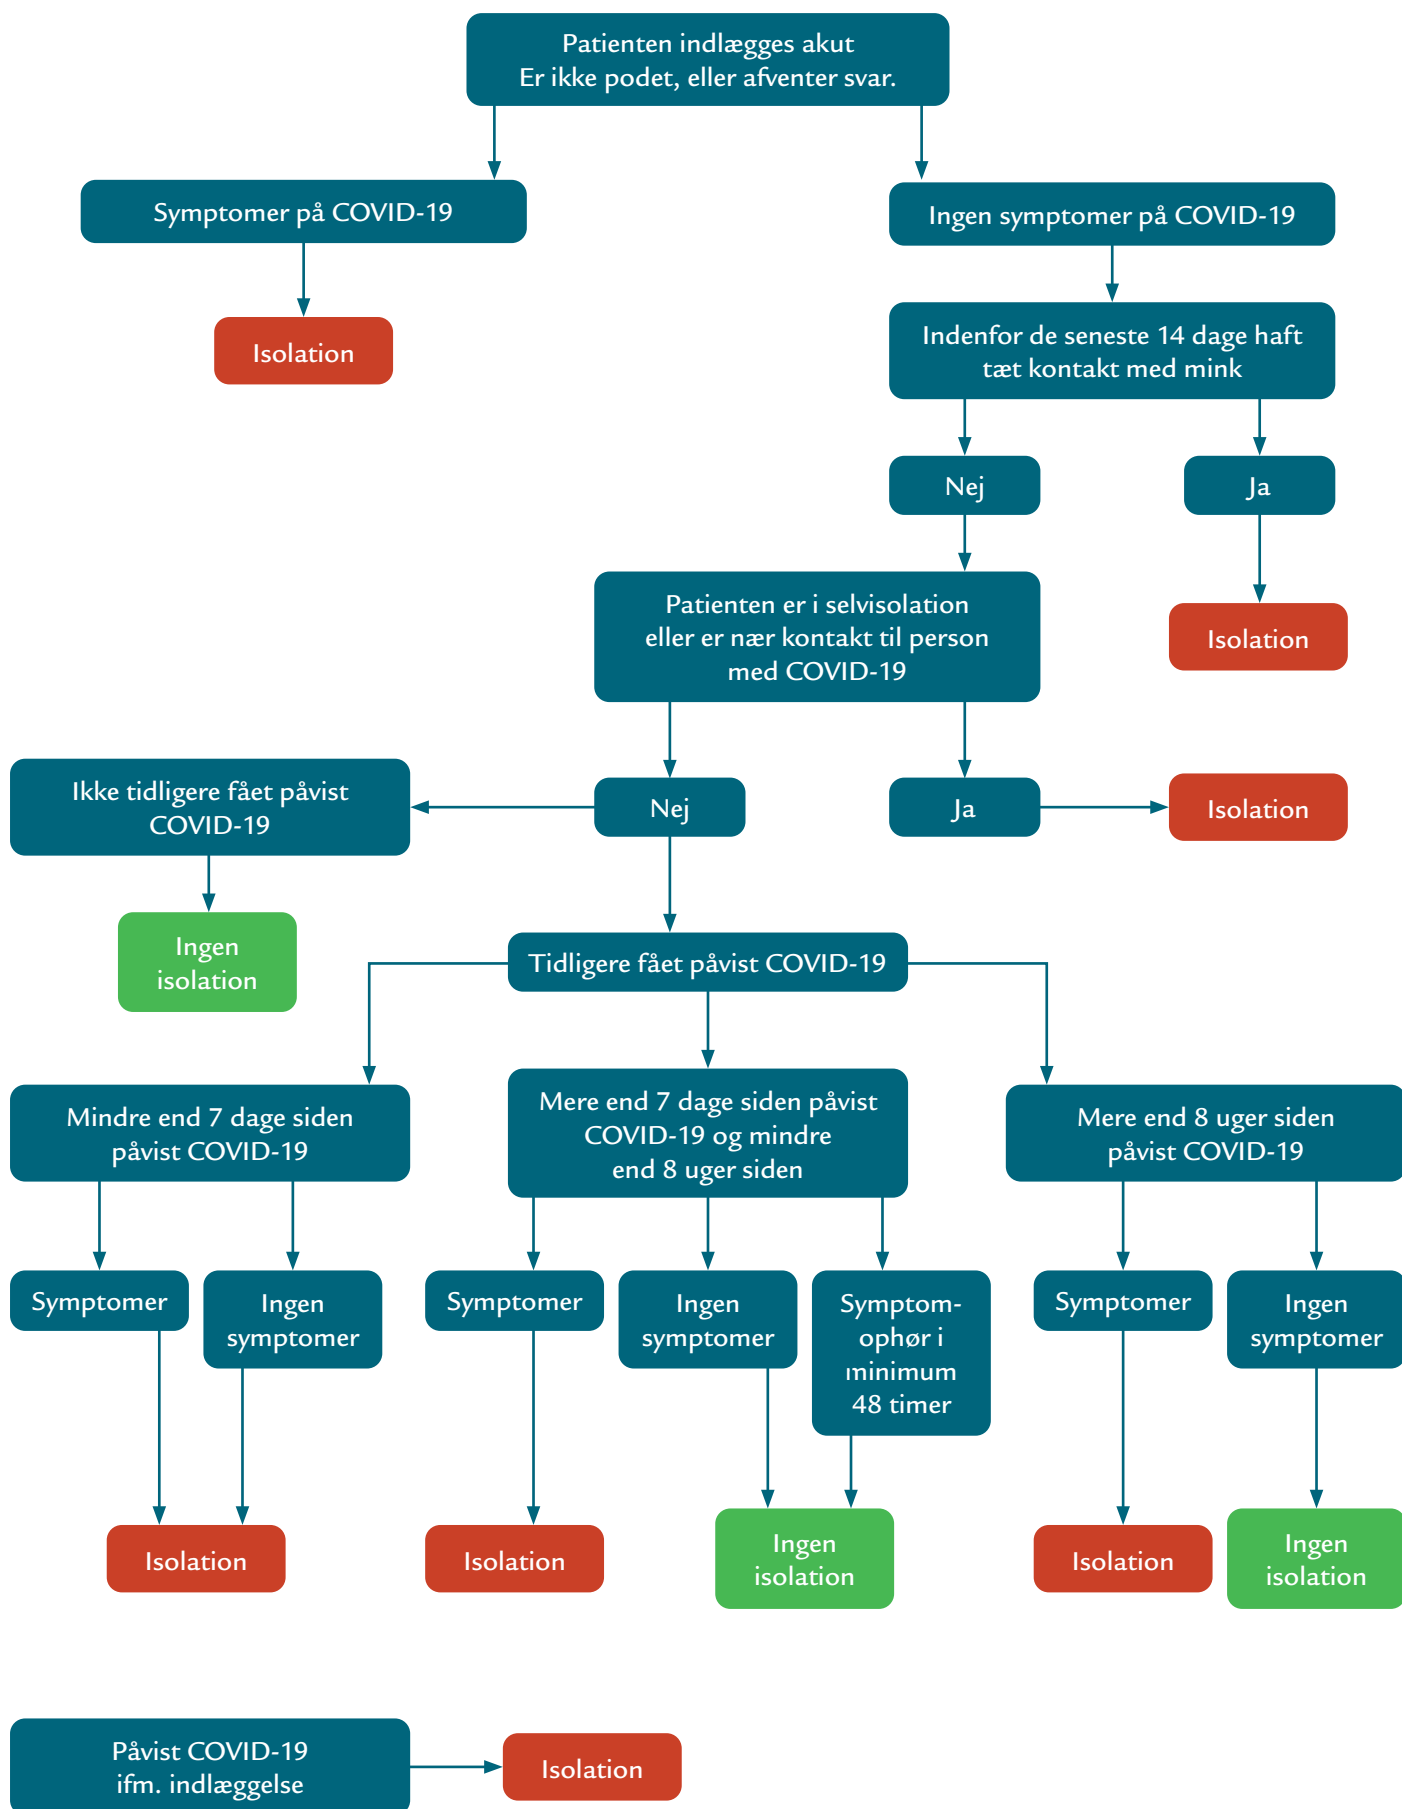 Patienten indlægges akut
Er ikke podet, eller afventer svar.
Symptomer på COVID-19
Ingen symptomer på COVID-19
Isolation
Indenfor de seneste 14 dage haft
tæt kontakt med mink
Nej
Ja
Patienten er i selvisolation
eller er nær kontakt til person
med COVID-19
Isolation
Ikke tidligere fået påvist
COVID-19
Nej
Ja
Isolation
Ingen
isolation
Tidligere fået påvist COVID-19
Mindre end 7 dage siden
påvist COVID-19
Mere end 7 dage siden påvist
COVID-19 og mindre
end 8 uger siden
Mere end 8 uger siden
påvist COVID-19
Symptomer
Ingen
symptomer
Symptomer
Ingen
symptomer
Symptom-
ophør i
minimum
48 timer
Symptomer
Ingen
symptomer
Isolation
Isolation
Ingen
isolation
Isolation
Ingen
isolation
Påvist COVID-19
ifm. indlæggelse
Isolation